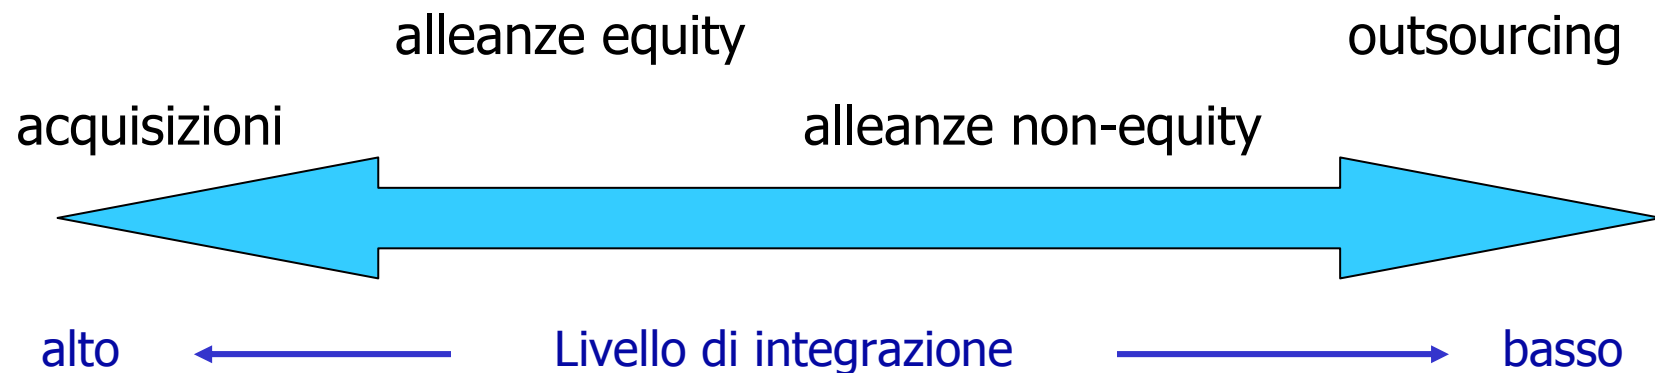 alleanze equity outsourcing
acquisizioni alleanze non-equity
alto Livello di integrazione basso